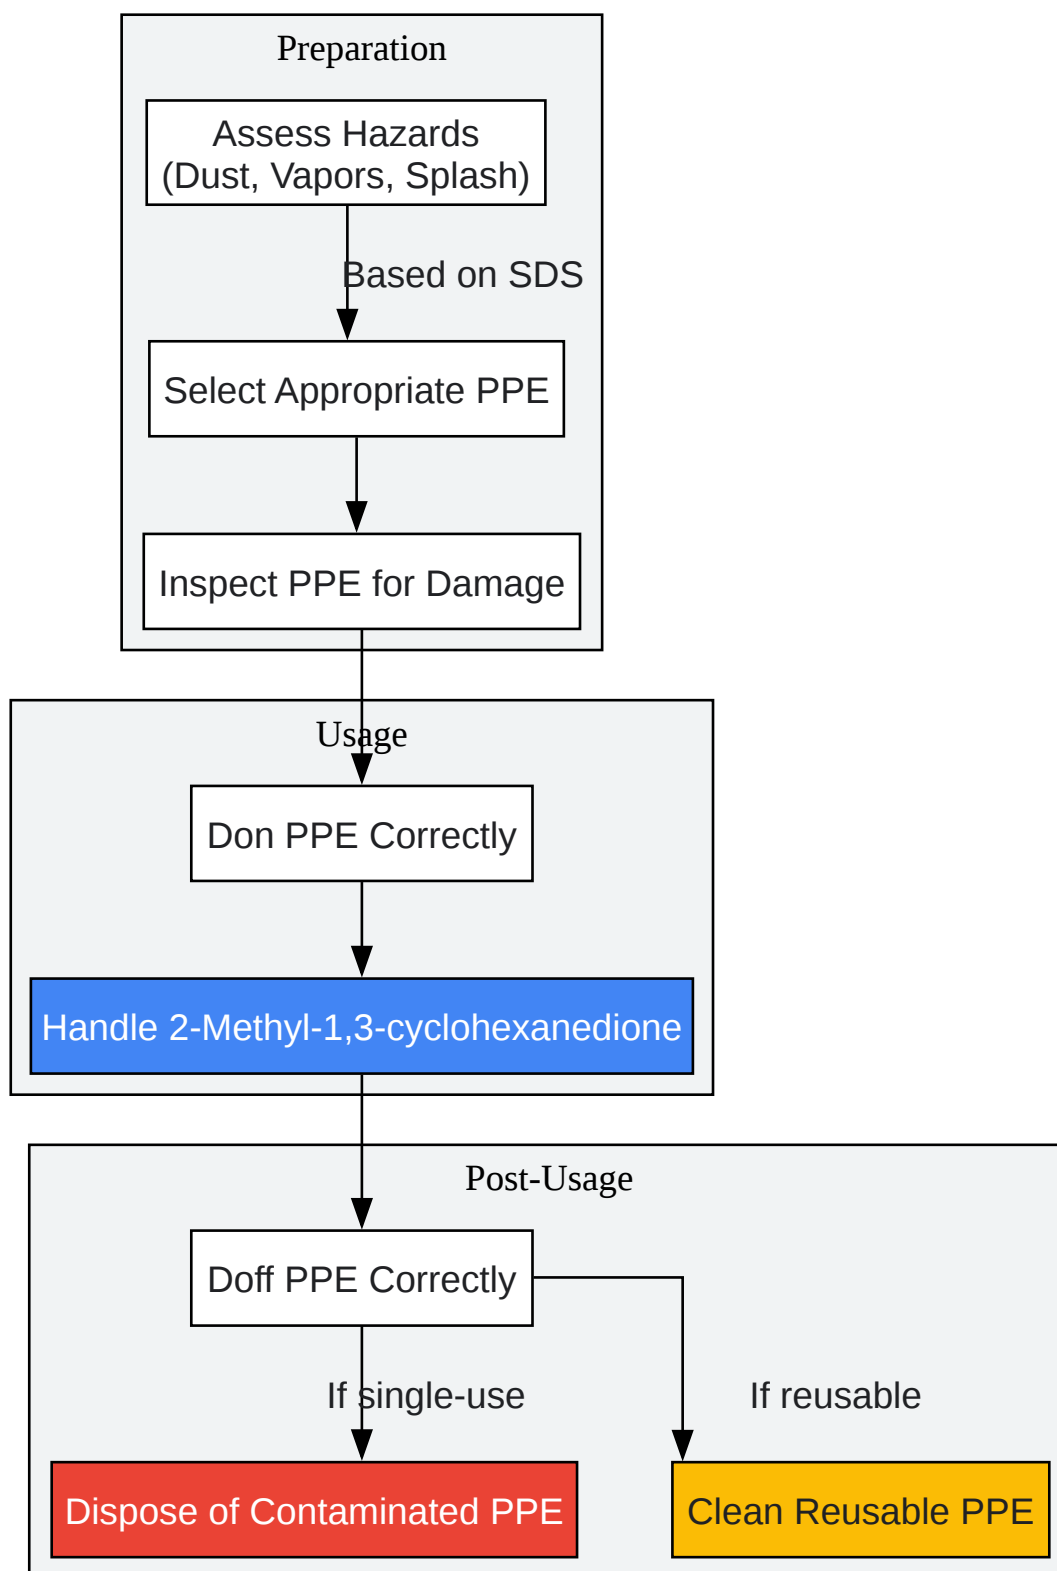 Preparation
Assess Hazards
(Dust, Vapors, Splash)
Based on SDS
Select Appropriate PPE
Inspect PPE for Damage
Usage
Don PPE Correctly
Handle 2-Methyl-1,3-cyclohexanedione
Post-Usage
Doff PPE Correctly
If single-use
If reusable
Dispose of Contaminated PPE
Clean Reusable PPE